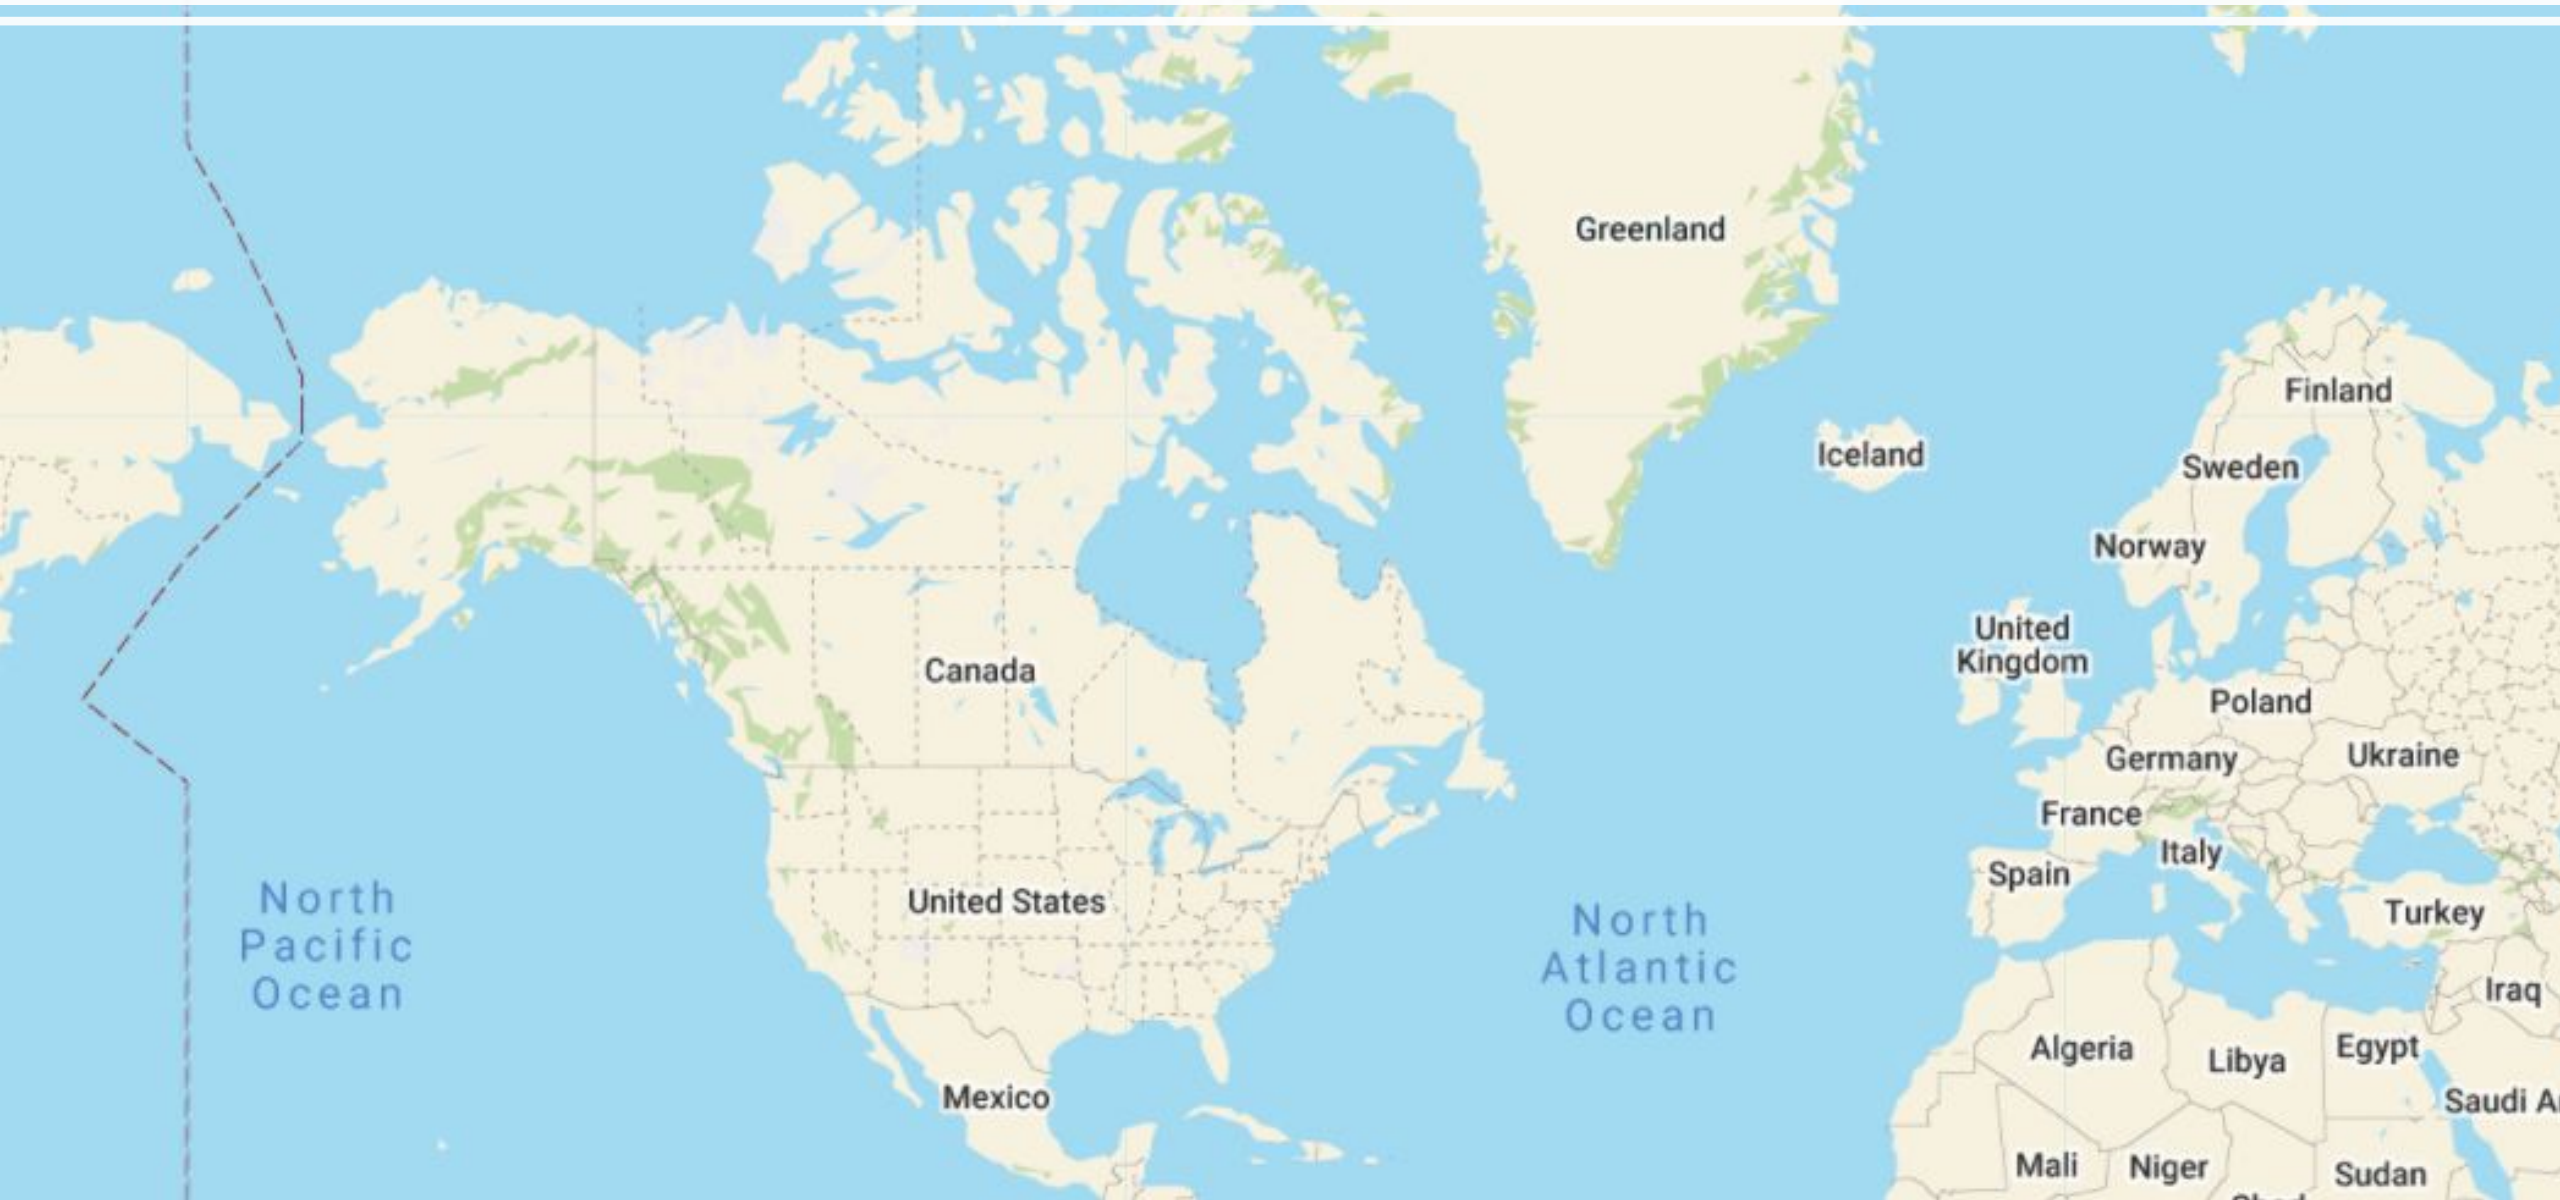 Greenland
Finland
Iceland
Sweden
Norway
United
Kingdom
Canada
Poland
Ukraine
Germany
France
Italy
Spain
United States
Turkey
North
Pacific
Ocean
North
Atlantic
Ocean
Iraq
Algeria
Libya
Egypt
Mexico
Saudi A
Mali
Niger
Sudan